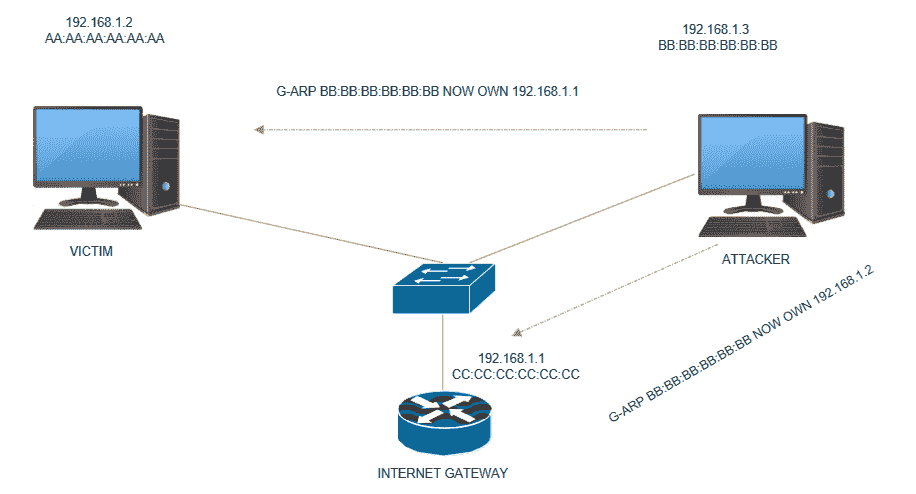 192.168.1.2
AA:AA:AA:AA:AA:AA
192.168.1.3
BB:BB:BB:BB:BB:BB
G-ARP BB:BB:BB:BB:BB:BB NOW OWN 192.168.1.1
VICTIM
ATTACKER
G-ARP BB:BB:BB:BB:BB:BB NOW OWN 192.168.1.2
192.168.1.1
CC:CC:CC:CC:CC:CC
INTERNET GATEWAY